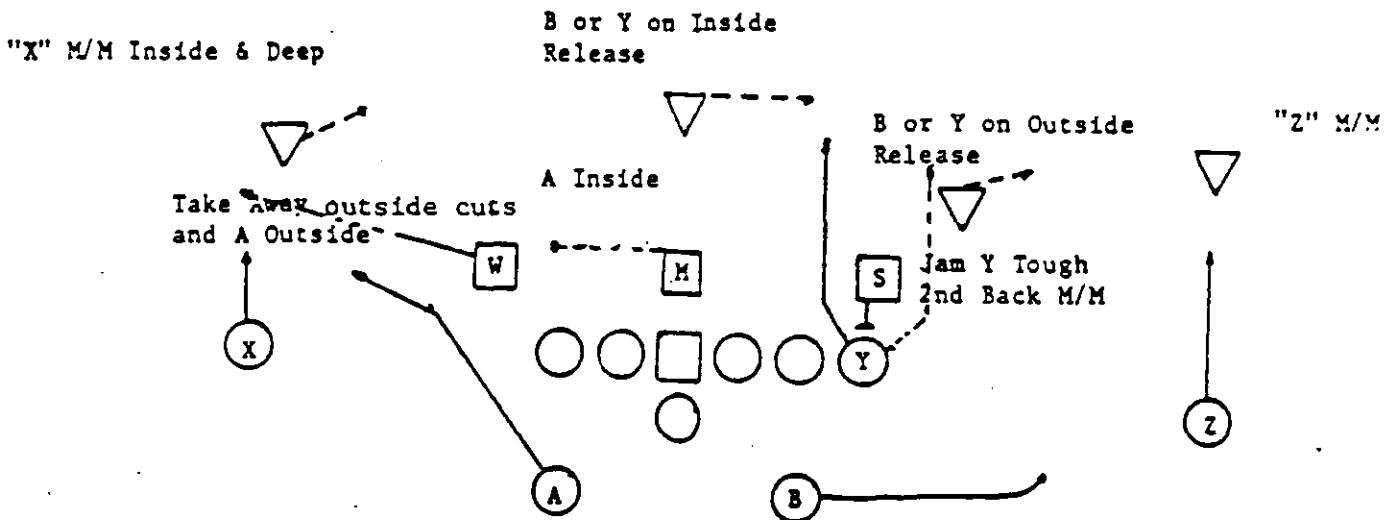 B or Y on Inside
Release
"X" M/M Inside & Deep
B or Y on Outside
Release
"Z" M/M
A Inside
Take Away outside cuts
and A Outside
W
M
S
Jam Y Tough
2nd Back M/M
X
Y
Z
A
B